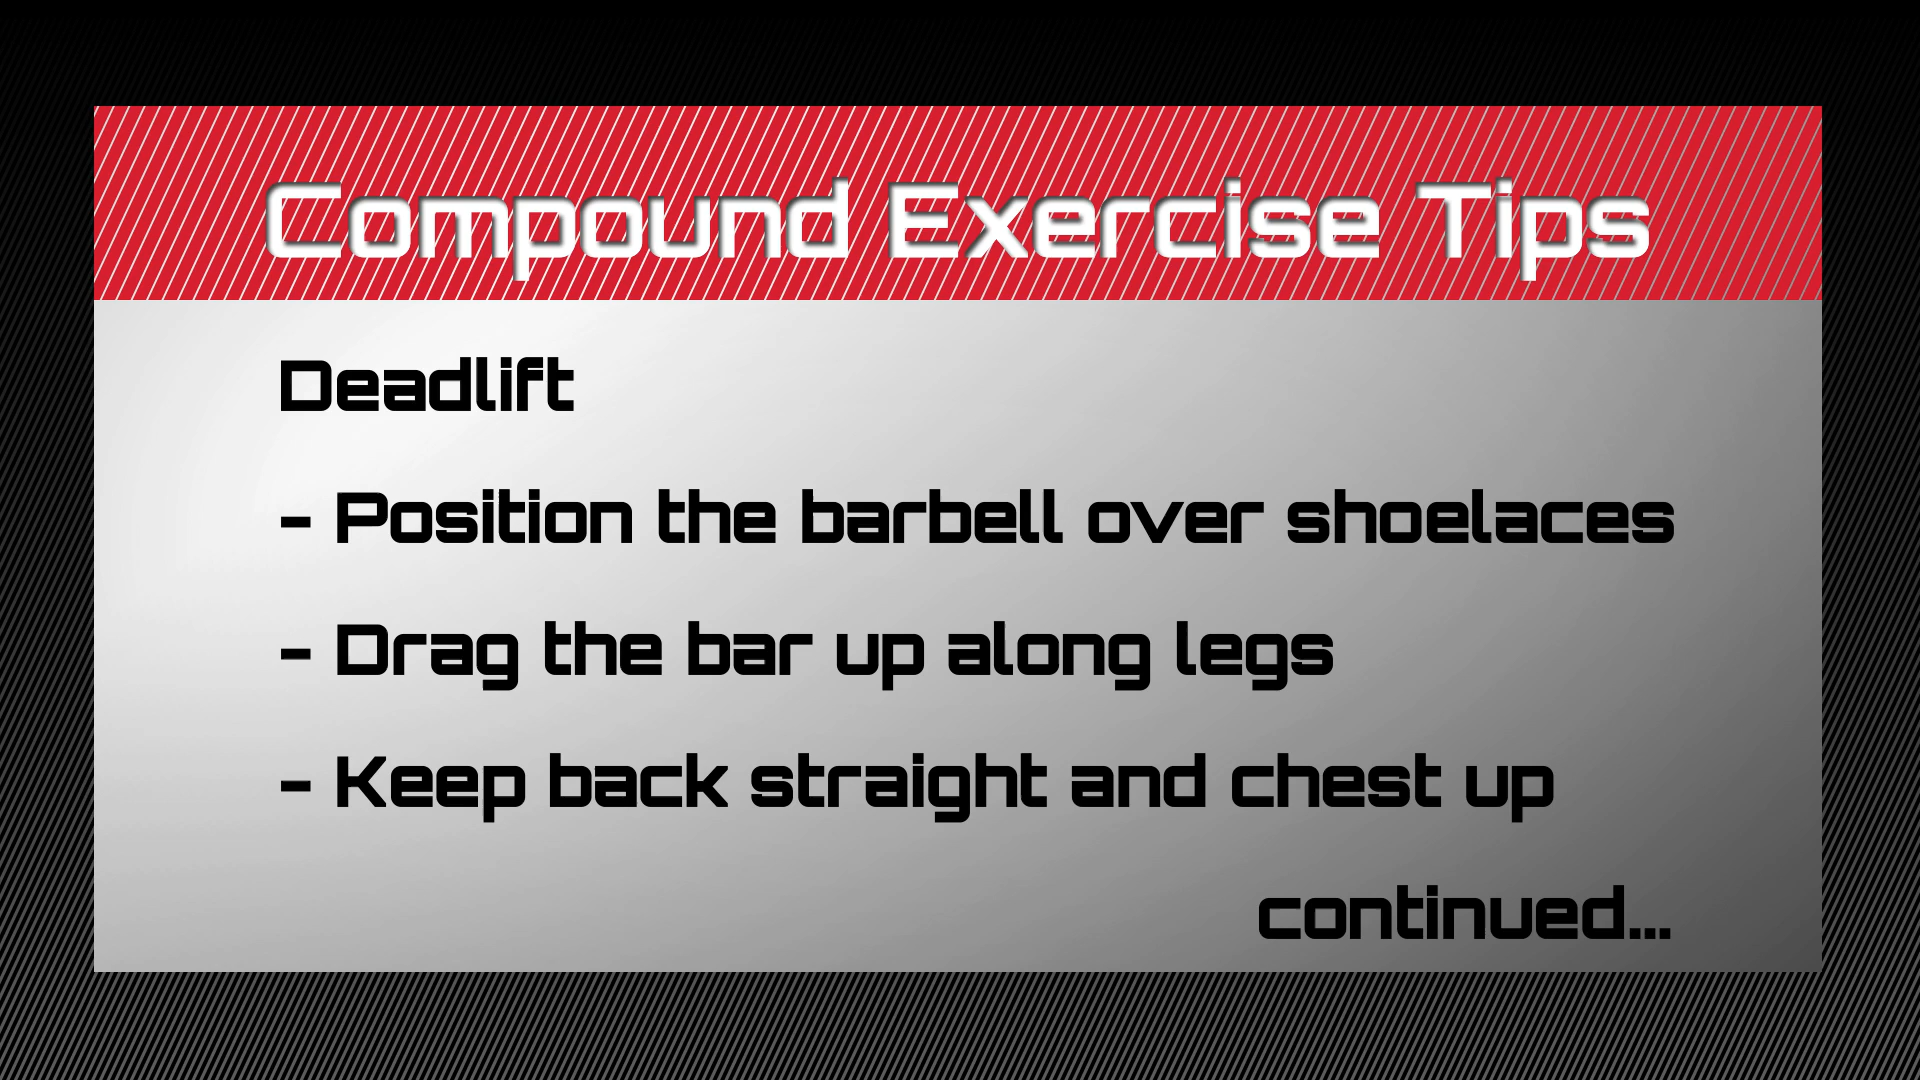 Compound Exercise Tips
Deadlift
- Position the barbell over shoelaces
- Drag the bar up along legs
- Keep back straight and chest up
continued...